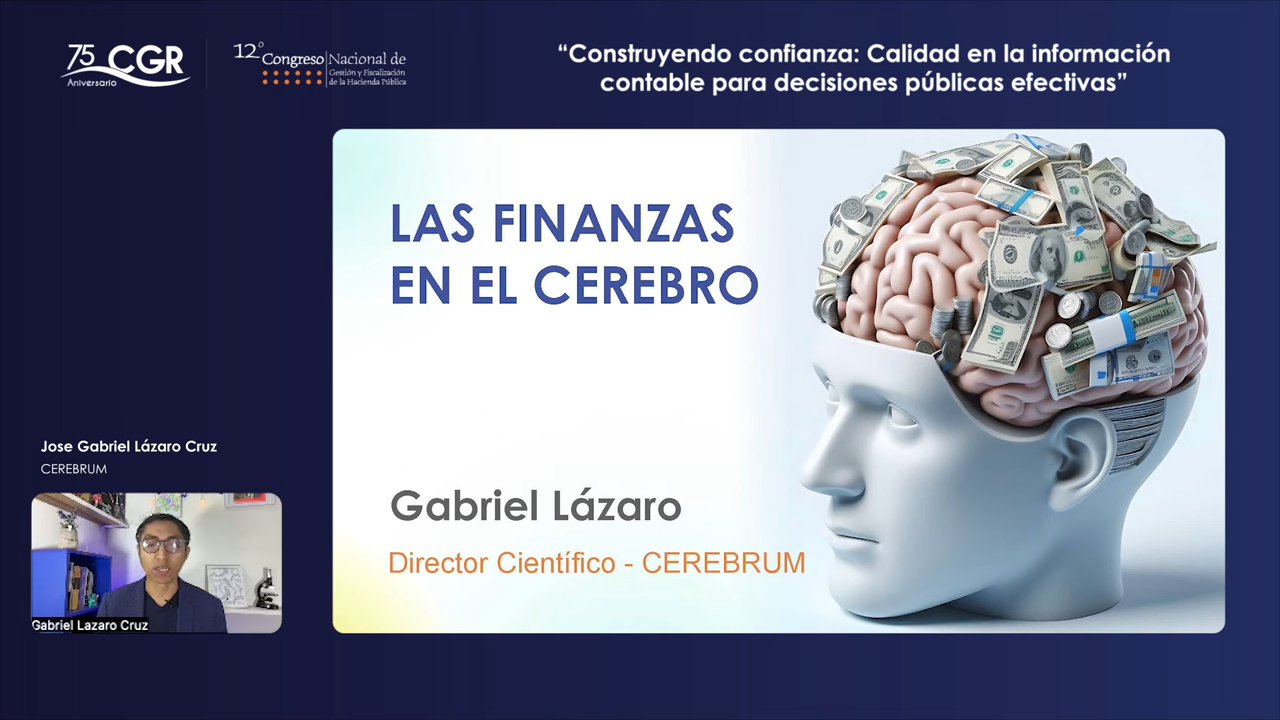 75 CGR
Aniversario
12° Congreso Nacional de
Gestión y Fiscalización
de la Hacienda Pública
“Construyendo confianza: Calidad en la información
contable para decisiones públicas efectivas”
LAS FINANZAS
EN EL CEREBRO
Gabriel Lázaro
Director Científico - CEREBRUM
Jose Gabriel Lázaro Cruz
CEREBRUM
Gabriel Lazaro Cruz